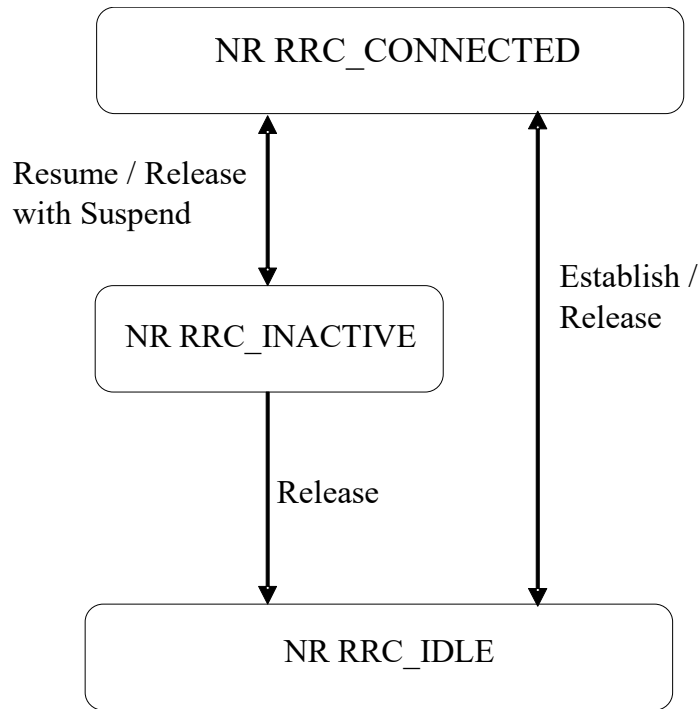 NR RRC_CONNECTED
Resume / Release
with Suspend
Establish /
Release
NR RRC_INACTIVE
Release
NR RRC_IDLE